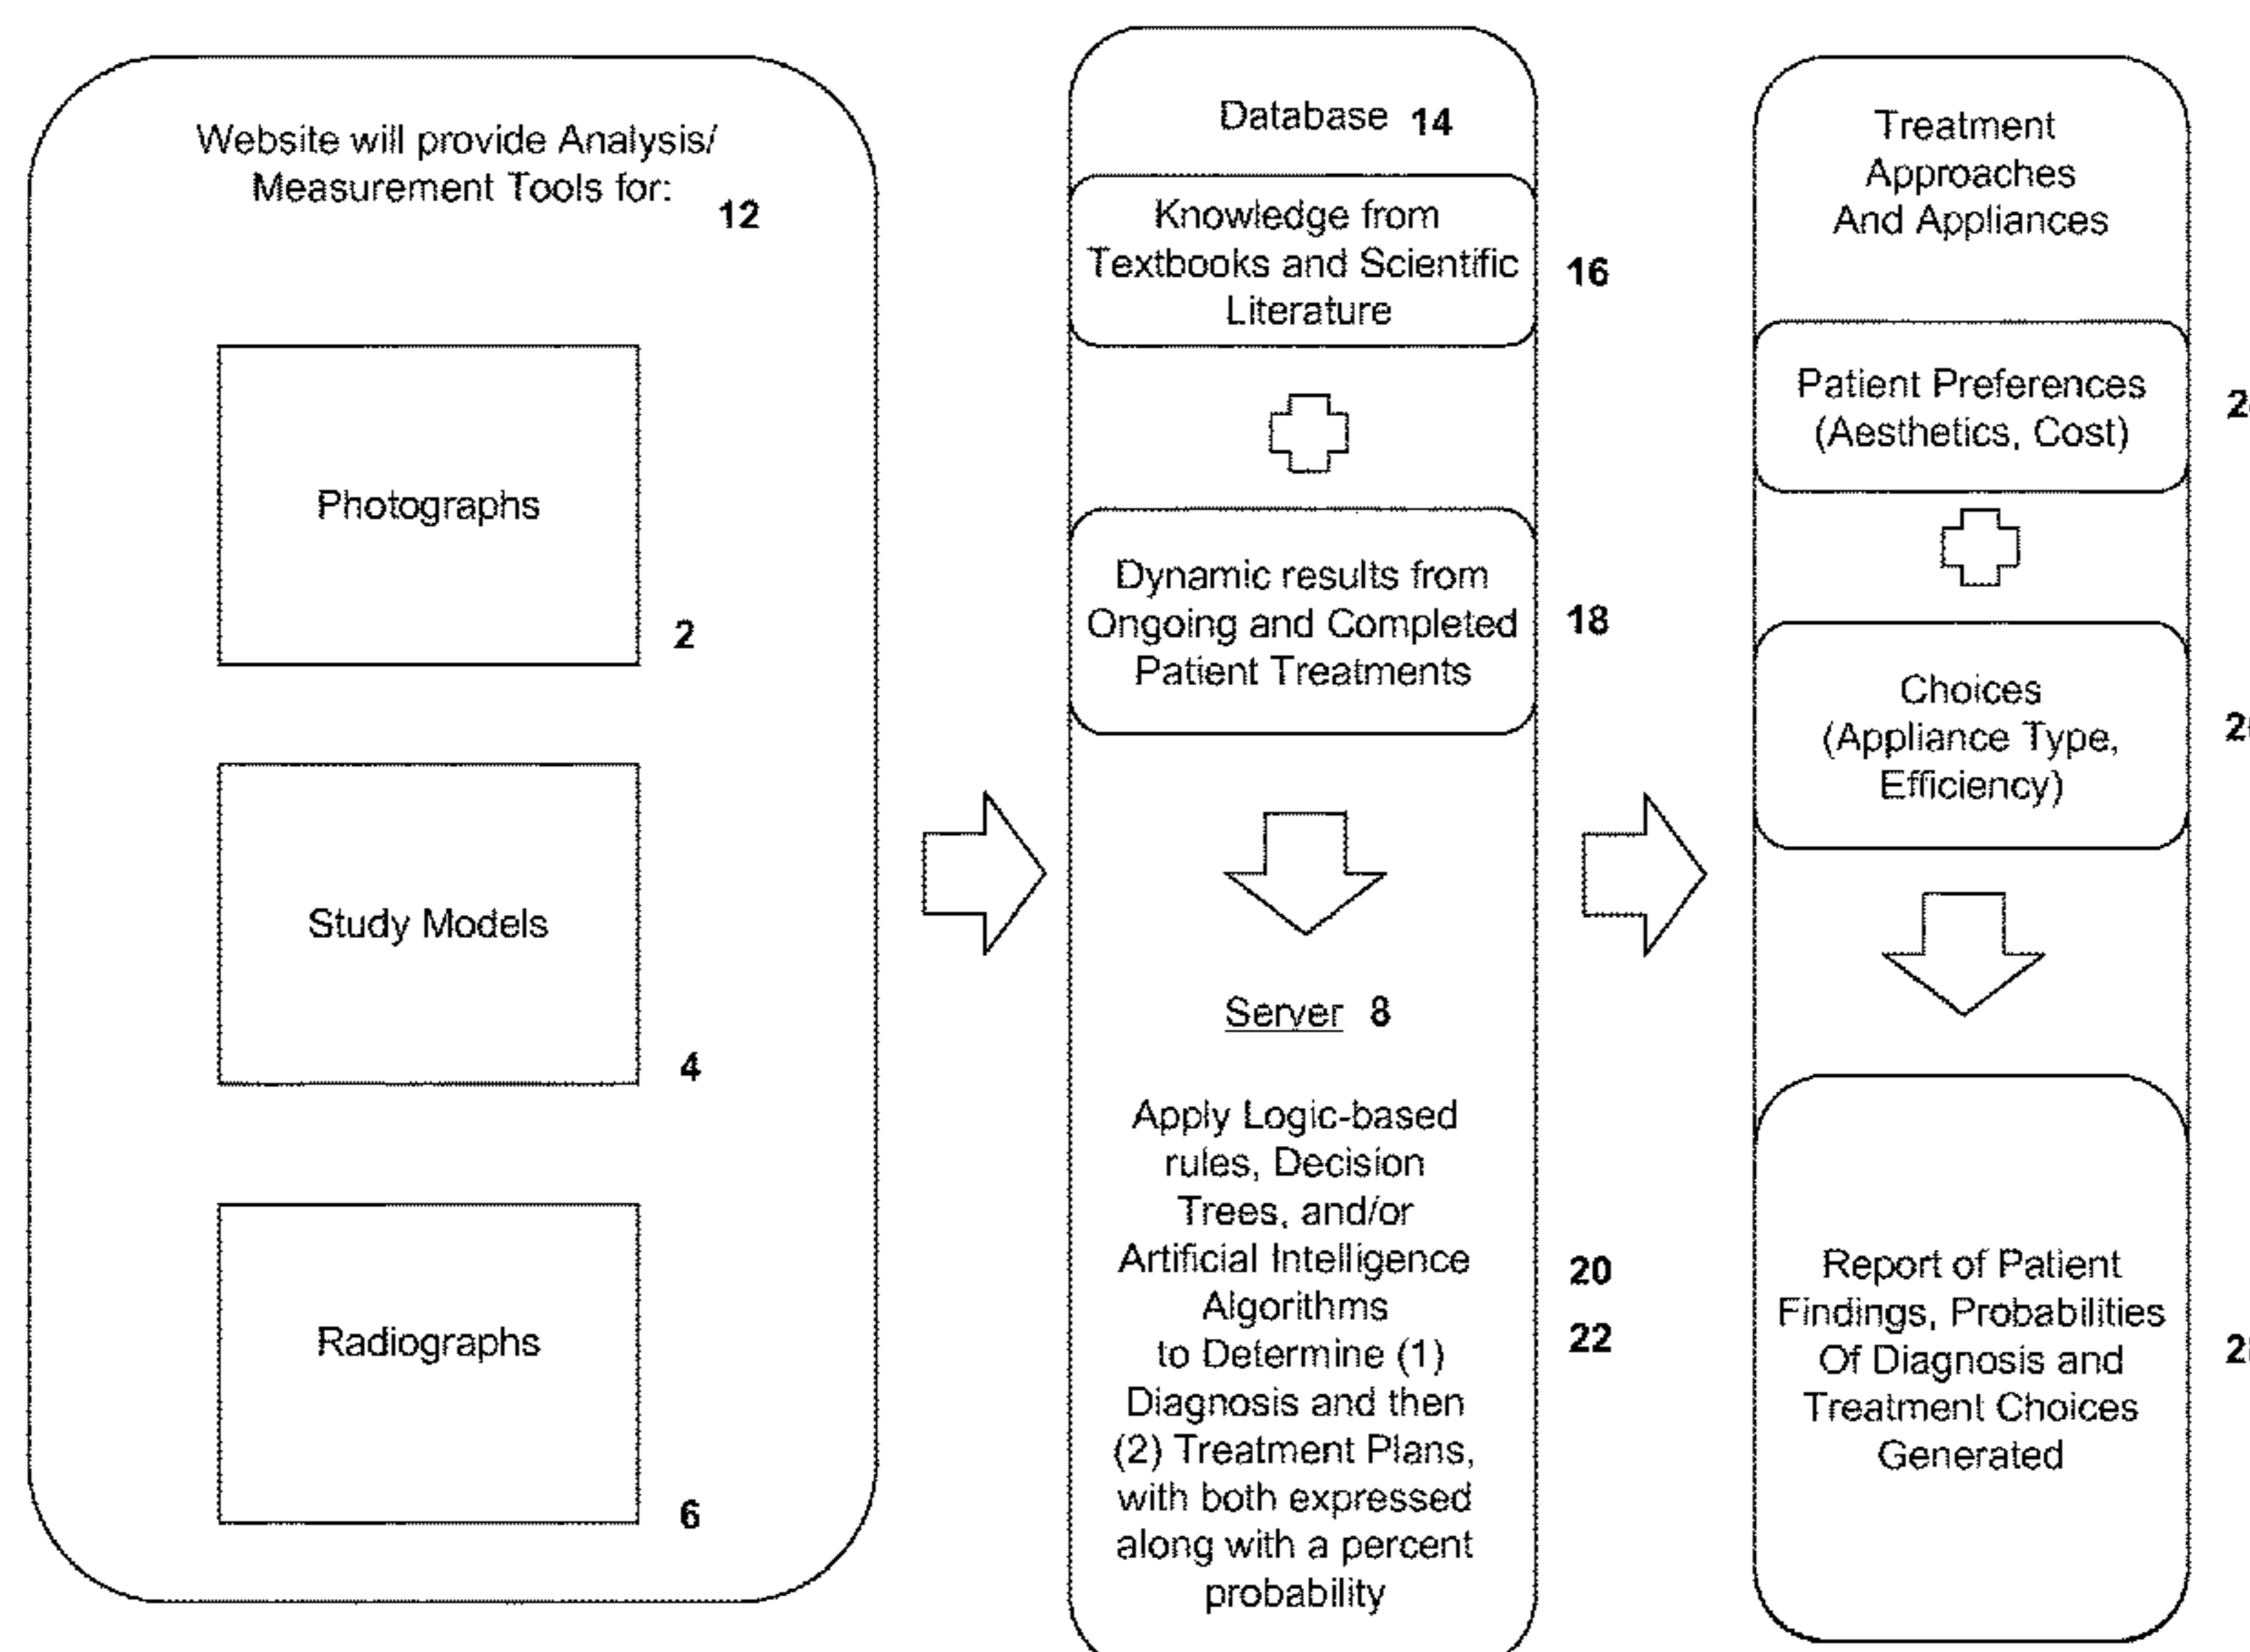 Website will provide Analysis/
Measurement Tools for:
12
Photographs
2
Study Models
4
Radiographs
6
Database 14
Knowledge from
Textbooks and Scientific
Literature
16
Dynamic results from
Ongoing and Completed
Patient Treatments
18
Server 8
Apply Logic-based
rules, Decision
Trees, and/or
Artificial Intelligence
Algorithms
to Determine (1)
Diagnosis and then
(2) Treatment Plans,
with both expressed
along with a percent
probability
20
22
Treatment
Approaches
And Appliances
Patient Preferences
(Aesthetics, Cost)
Choices
(Appliance Type,
Efficiency)
Report of Patient
Findings, Probabilities
Of Diagnosis and
Treatment Choices
Generated